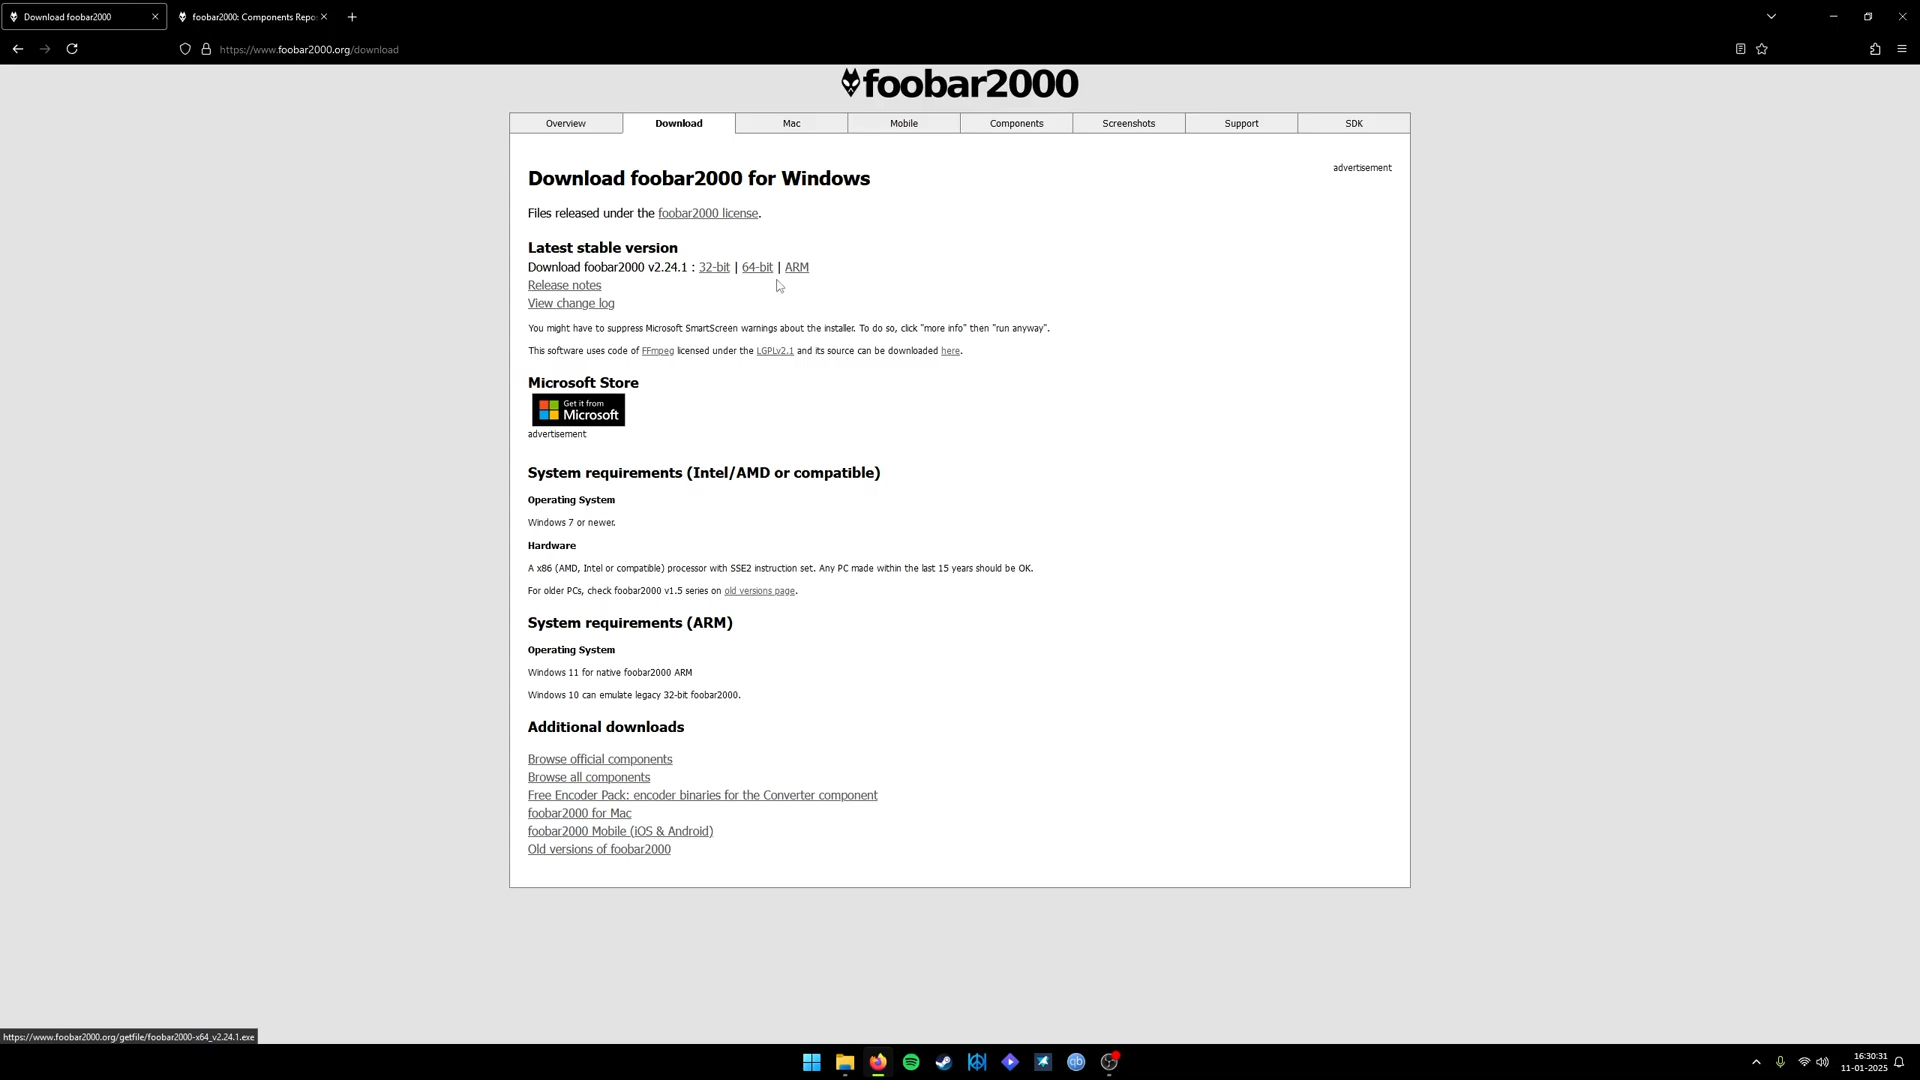 Download foobar2000
foobar2000: Components Repo
https://www.foobar2000.org/download
foobar2000
Overview
Download
Mac
Mobile
Components
Screenshots
Support
SDK
advertisement
Download foobar2000 for Windows
Files released under the foobar2000 license.
Latest stable version
Download foobar2000 v2.24.1 : 32-bit | 64-bit | ARM
Release notes
View change log
You might have to suppress Microsoft SmartScreen warnings about the installer. To do so, click "more info" then "run anyway".
This software uses code of FFmpeg licensed under the LGPLv2.1 and its source can be downloaded here.
Microsoft Store
Get it from
Microsoft
advertisement
System requirements (Intel/AMD or compatible)
Operating System
Windows 7 or newer.
Hardware
A x86 (AMD, Intel or compatible) processor with SSE2 instruction set. Any PC made within the last 15 years should be OK.
For older PCs, check foobar2000 v1.5 series on old versions page.
System requirements (ARM)
Operating System
Windows 11 for native foobar2000 ARM
Windows 10 can emulate legacy 32-bit foobar2000.
Additional downloads
Browse official components
Browse all components
Free Encoder Pack: encoder binaries for the Converter component
foobar2000 for Mac
foobar2000 Mobile (iOS & Android)
Old versions of foobar2000
https://www.foobar2000.org/getfile/foobar2000-x64_v2.24.1.exe
qb
16:30:31
11-01-2025